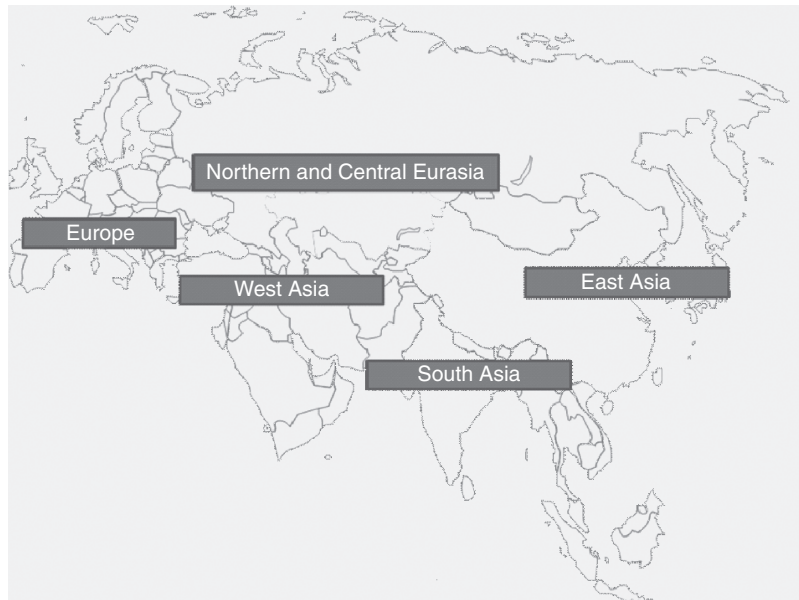 Northern and Central Eurasia
Europe
West Asia
East Asia
South Asia